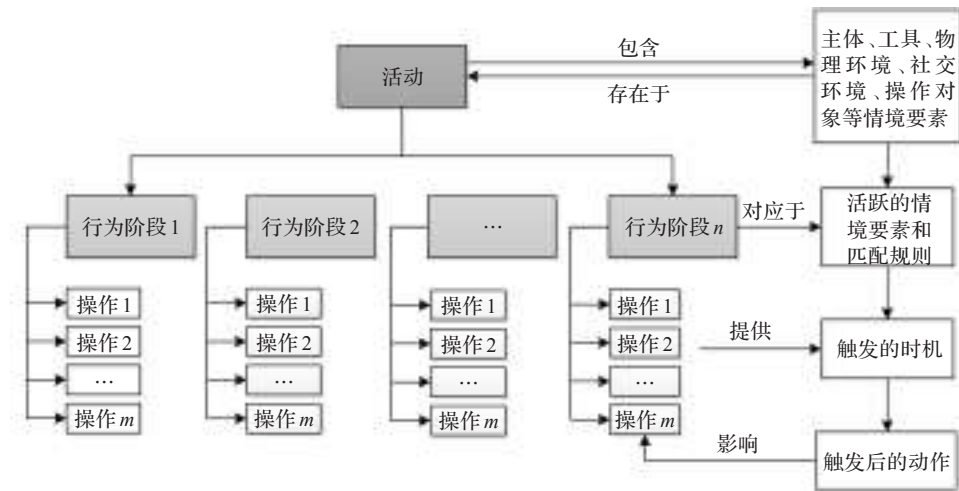 包含
存在于
活动
主体、工具、物
理环境、社交
环境、操作对
象等情境要素
行为阶段1
行为阶段2
…
行为阶段n
对应于
活跃的情
境要素和
匹配规则
操作1
操作2
…
操作m
操作1
操作2
…
操作m
操作1
操作2
…
操作m
操作1
操作2
…
操作m
提供
触发的时机
影响
触发后的动作